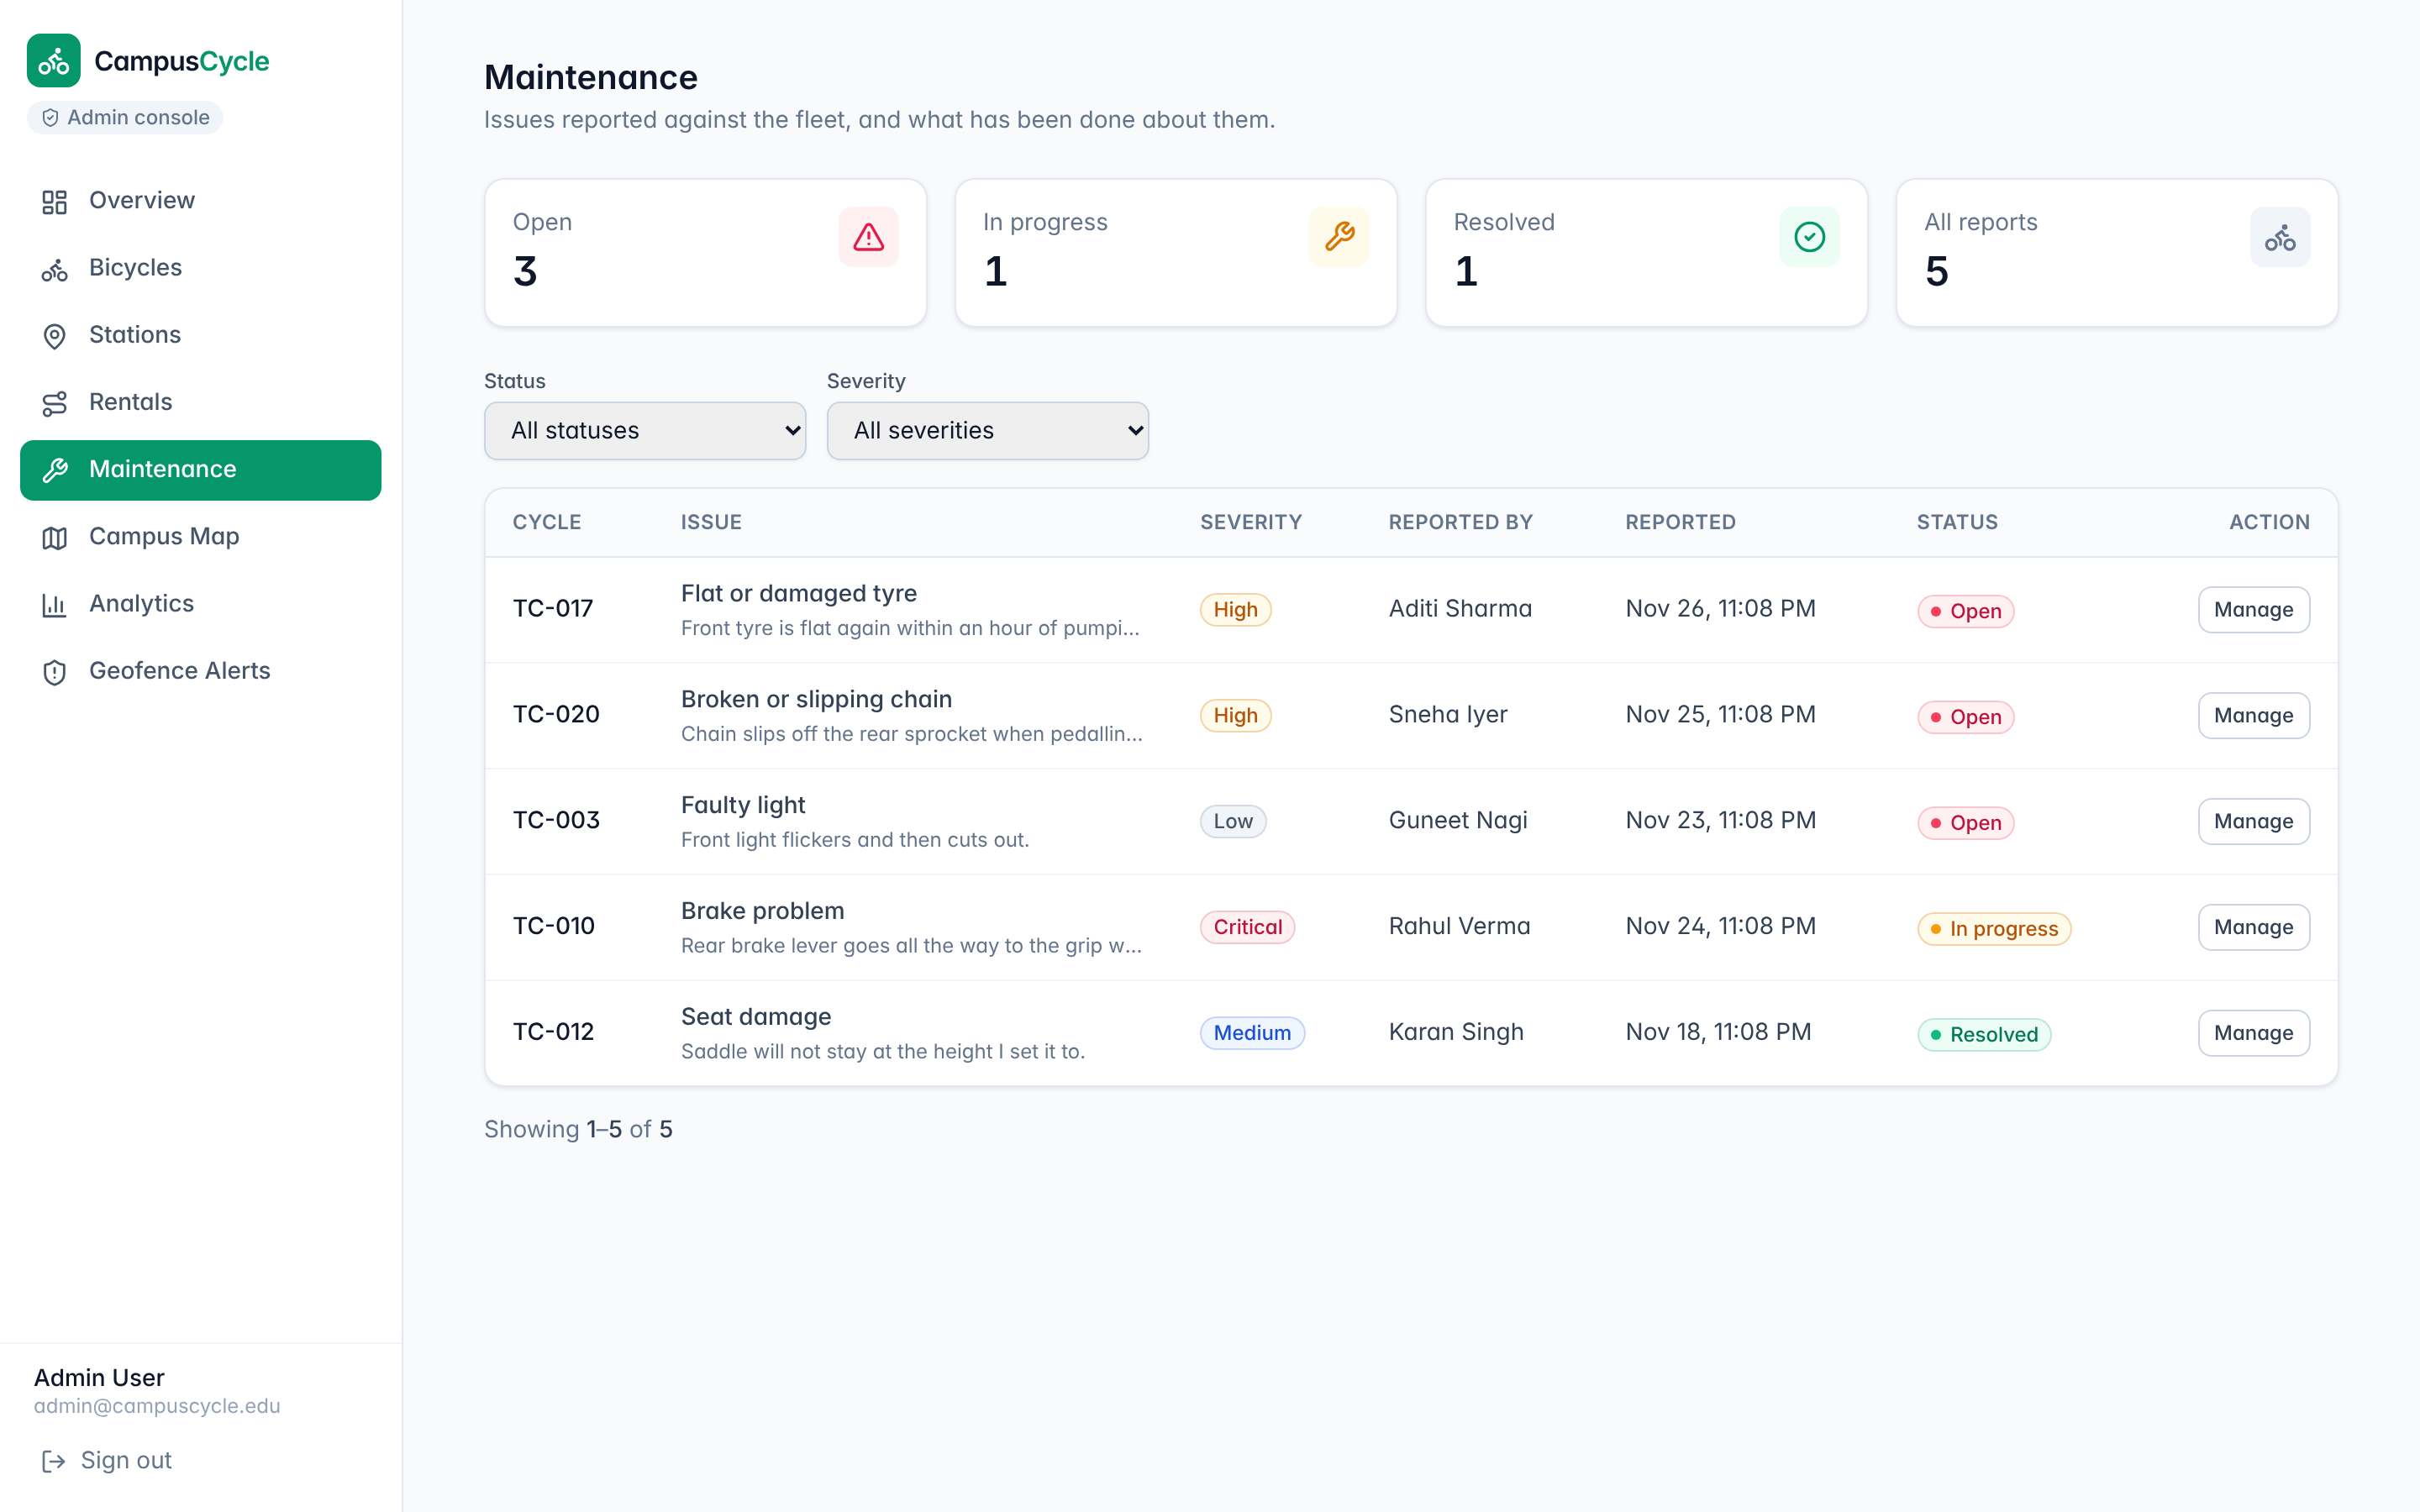 CampusCycle
Admin console
Overview
Bicycles
Stations
Rentals
Maintenance
Campus Map
Analytics
Geofence Alerts
Admin User
admin@campuscycle.edu
Sign out
Maintenance
Issues reported against the fleet, and what has been done about them.
Open
3
In progress
1
Resolved
1
All reports
5
Status
All statuses
Severity
All severities
CYCLE ISSUE SEVERITY REPORTED BY REPORTED STATUS ACTION
TC-017 Flat or damaged tyre High Aditi Sharma Nov 26, 11:08 PM Open Manage
Front tyre is flat again within an hour of pumpi...
TC-020 Broken or slipping chain High Sneha Iyer Nov 25, 11:08 PM Open Manage
Chain slips off the rear sprocket when pedallin...
TC-003 Faulty light Low Guneet Nagi Nov 23, 11:08 PM Open Manage
Front light flickers and then cuts out.
TC-010 Brake problem Critical Rahul Verma Nov 24, 11:08 PM In progress Manage
Rear brake lever goes all the way to the grip w...
TC-012 Seat damage Medium Karan Singh Nov 18, 11:08 PM Resolved Manage
Saddle will not stay at the height I set it to.
Showing 1–5 of 5